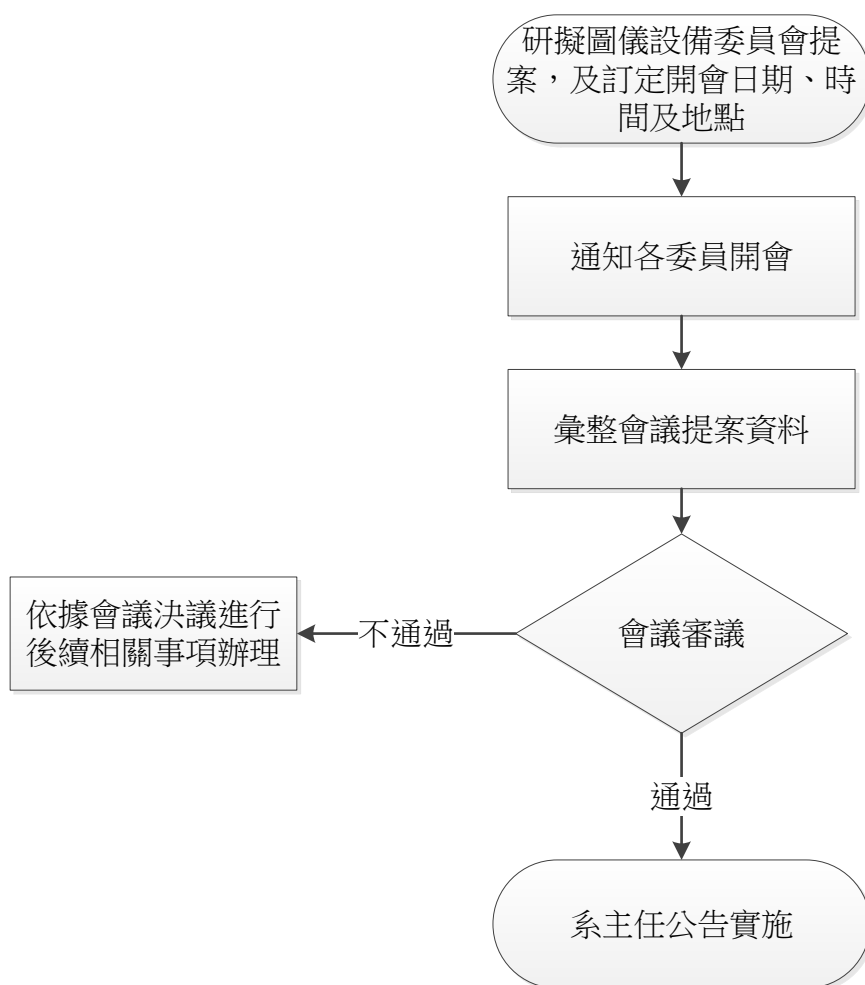 研擬圖儀設備委員會提
案，及訂定開會日期、時
間及地點
通知各委員開會
彙整會議提案資料
會議審議
不通過
依據會議決議進行
後續相關事項辦理
通過
系主任公告實施